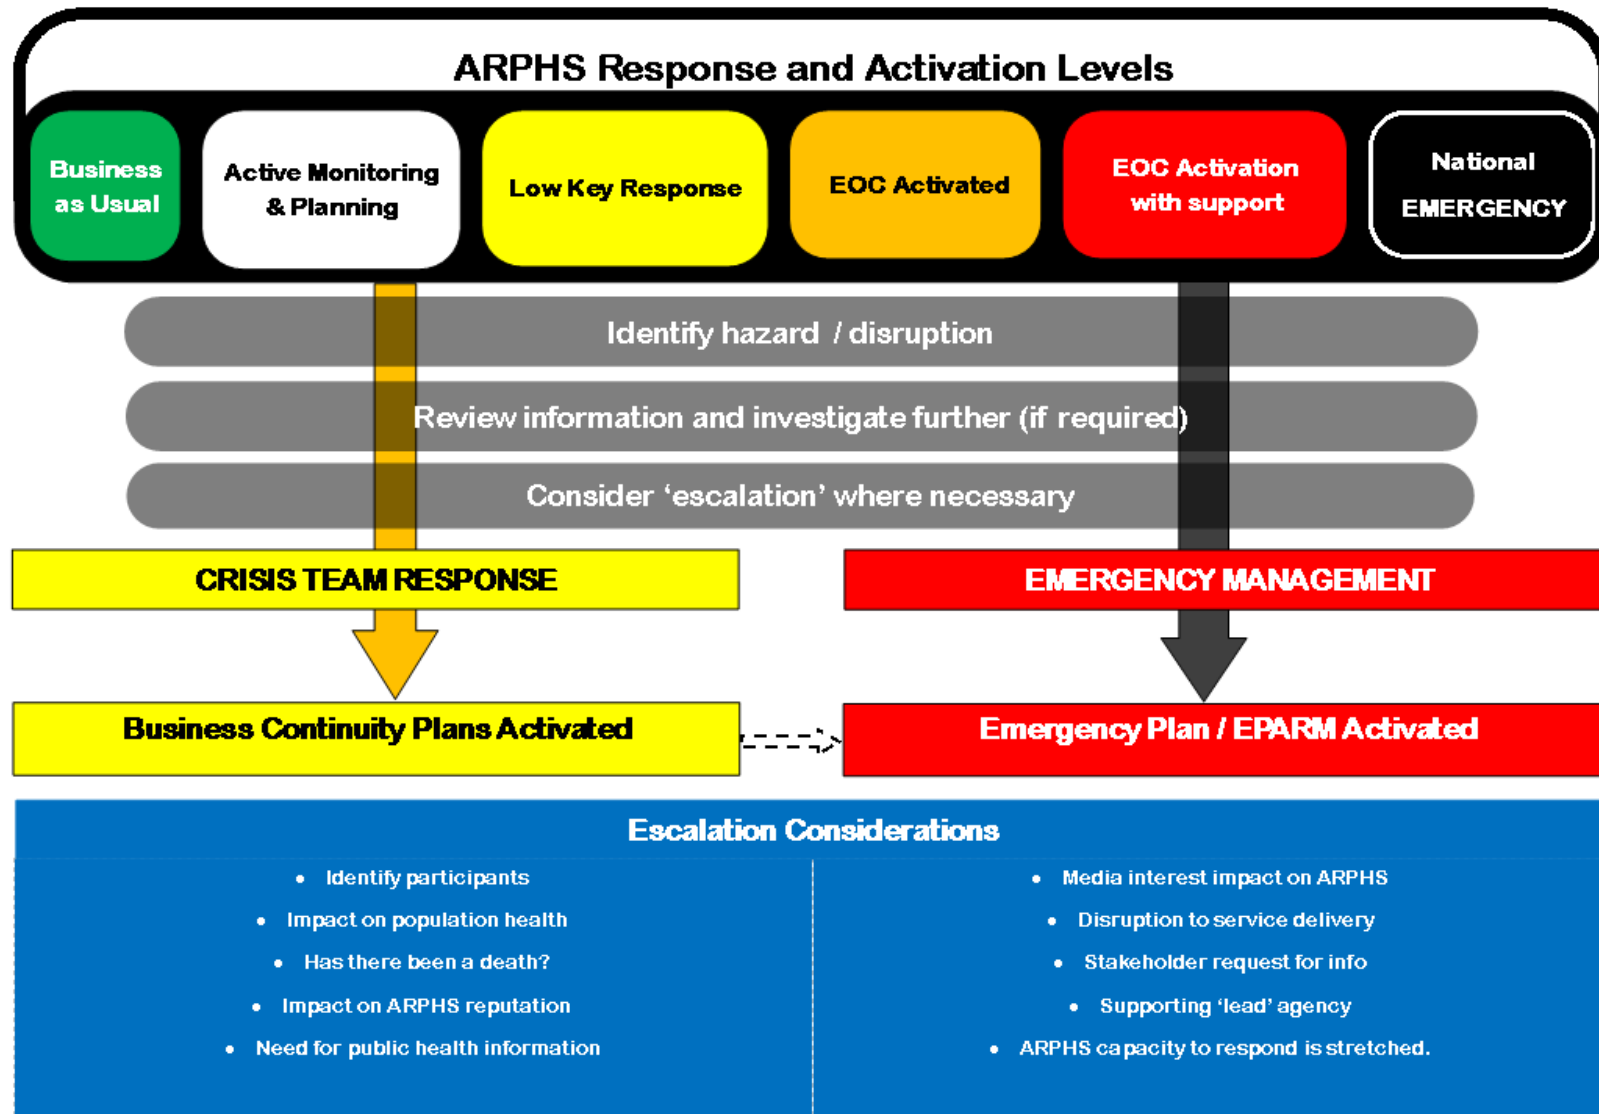 ARPHS Response and Activation Levels
Business
as Usual
Active Monitoring
& Planning
Low Key Response
EOC Activated
EOC Activation
with support
National
EMERGENCY
Identify hazard / disruption
Review information and investigate further (if required)
Consider ‘escalation’ where necessary
CRISIS TEAM RESPONSE
EMERGENCY MANAGEMENT
Business Continuity Plans Activated
Emergency Plan / EPARM Activated
Escalation Considerations
• Identify participants
• Impact on population health
• Has there been a death?
• Impact on ARPHS reputation
• Need for public health information
• Media interest impact on ARPHS
• Disruption to service delivery
• Stakeholder request for info
• Supporting ‘lead’ agency
• ARPHS capacity to respond is stretched.